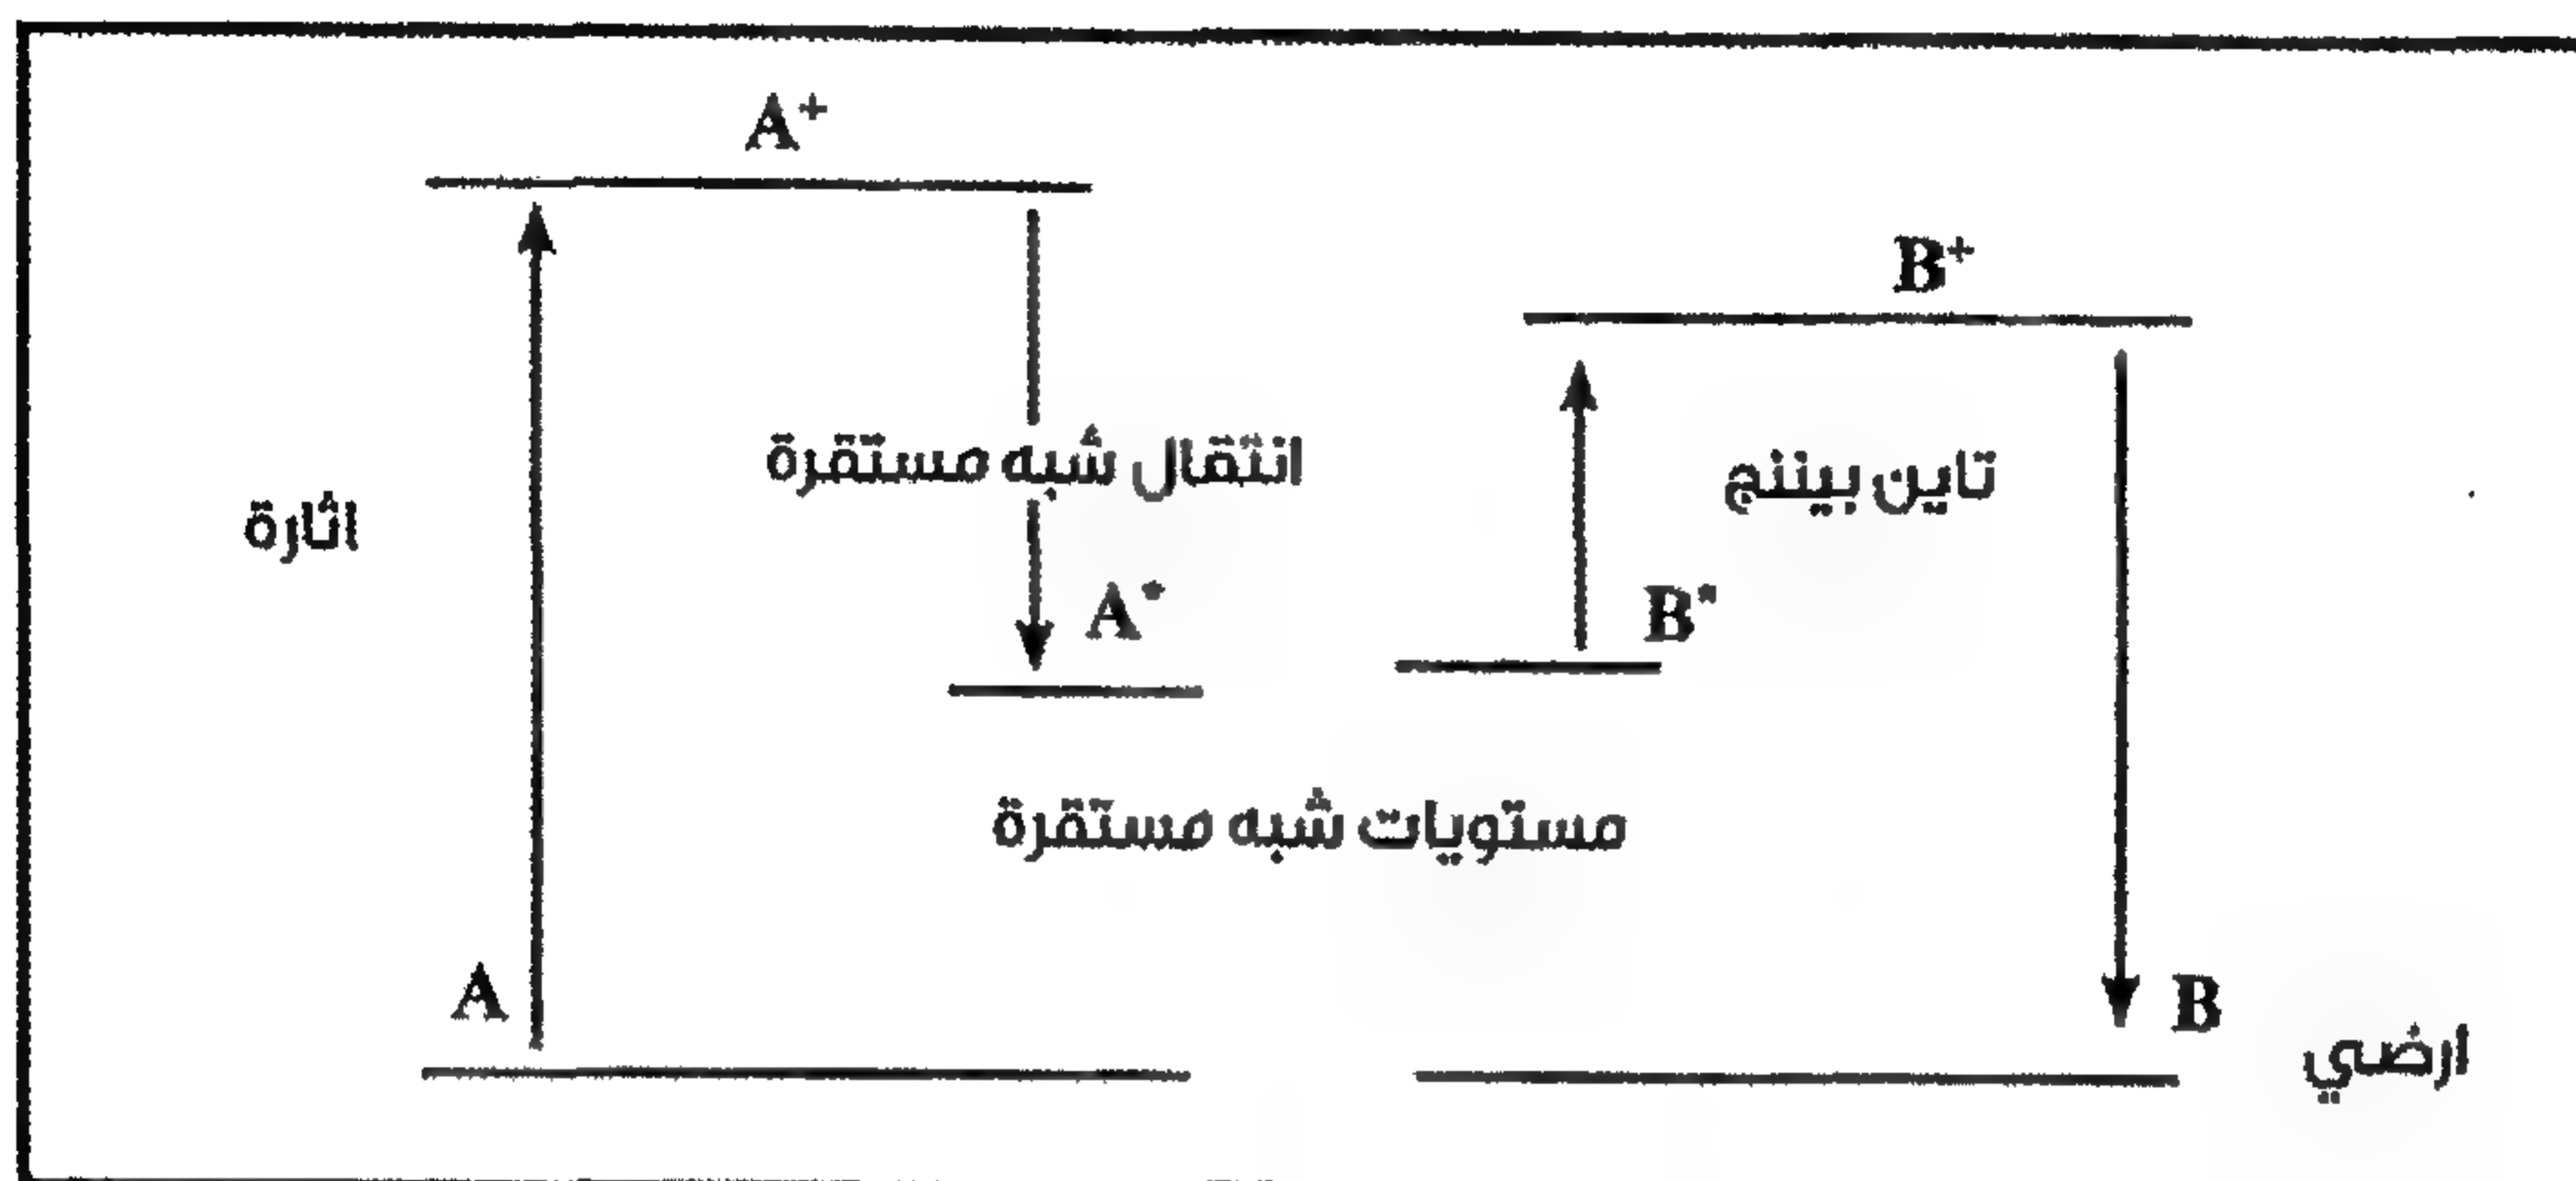 A⁺
B⁺
انتقال شبه مستقرة
تاين بيننج
اثارة
A*
B*
مستويات شبه مستقرة
A
B
ارضي